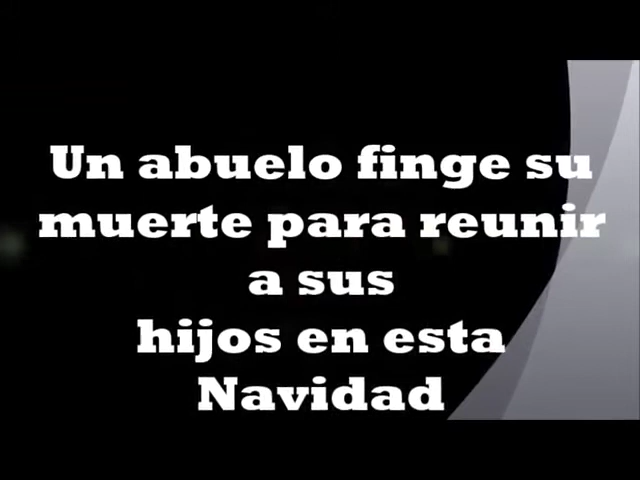 Un abuelo finge su
muerte para reunir
a sus
hijos en esta
Navidad